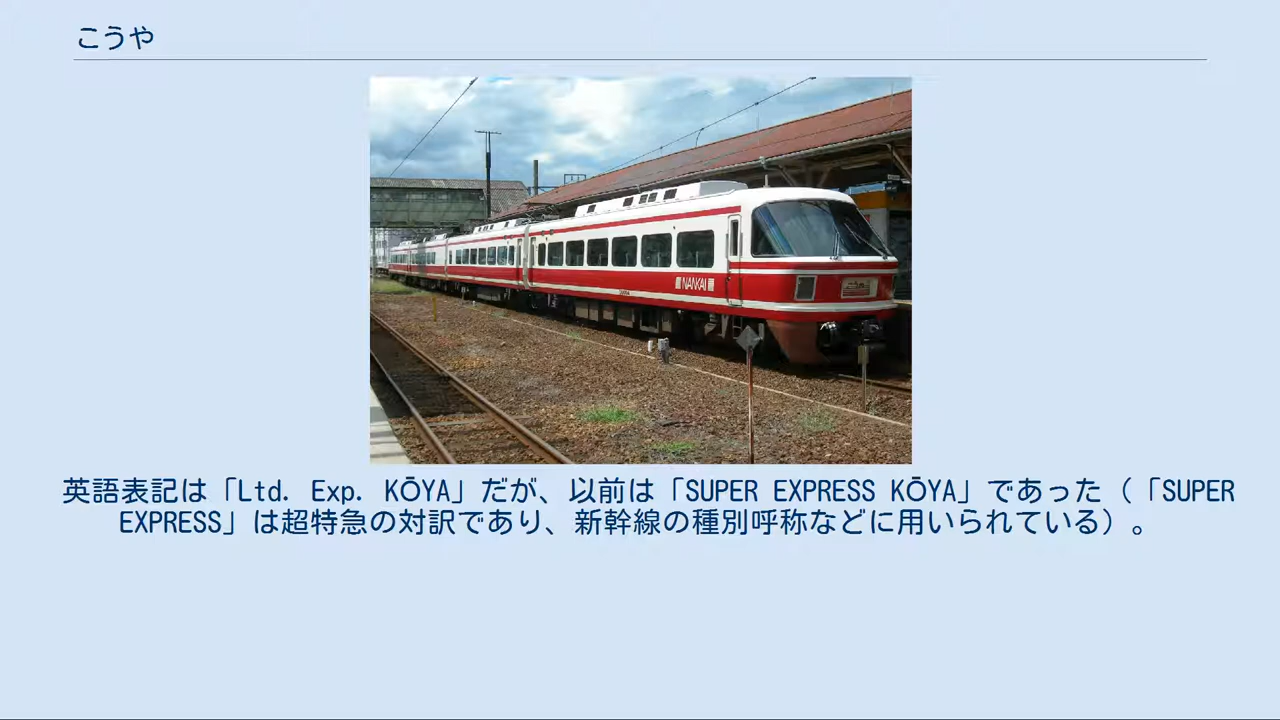 こうや
NANKAI
英語表記は「Ltd. Exp. KŌYA」だが、以前は「SUPER EXPRESS KŌYA」であった（「SUPER
EXPRESS」は超特急の対訳であり、新幹線の種別呼称などに用いられている）。